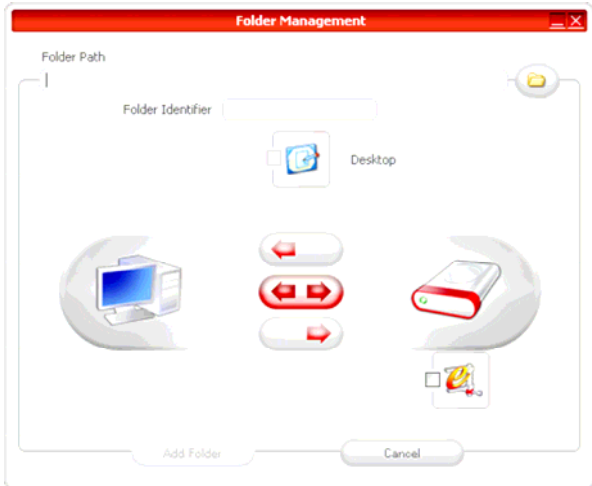 Folder Management
Folder Path
Folder Identifier
Desktop
Add Folder
Cancel